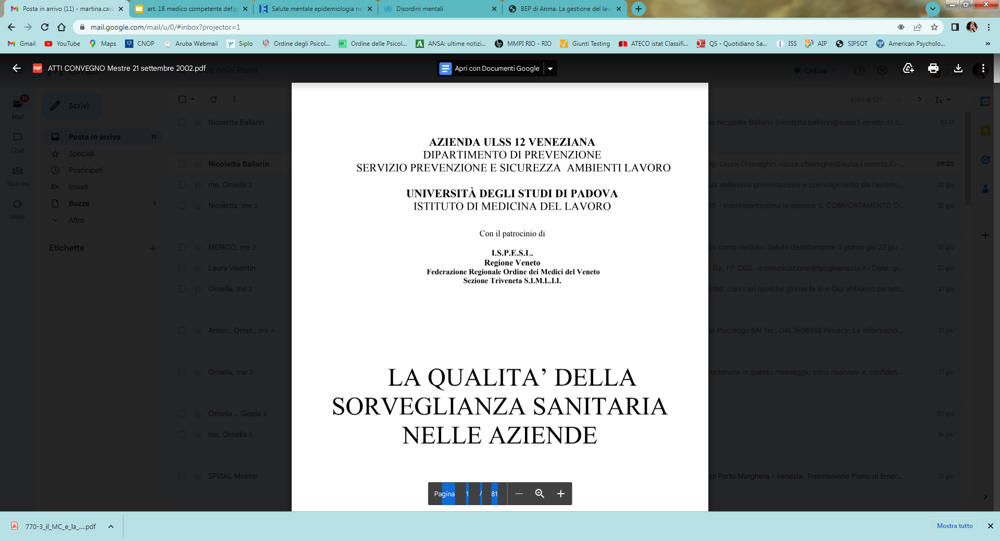 Posta in arrivo (11) - martina.cava
art. 18 medico competente def.p
Salute mentale epidemiologia ne
Disordini mentali
BEP di Anma. La gestione del lavo
mail.google.com/mail/u/0/#inbox?projector=1
Gmail
YouTube
Maps
CNOP
Aruba Webmail
Siplo
Ordine degli Psicol...
Ordine delle Psicol...
ANSA: ultime notizi...
MMPI RIO - RIO
Giunti Testing
ATECO istat Classifi...
QS - Quotidiano Sa...
ISS
AIP
SIPSOT
American Psycholo...
»
PDF
ATTI CONVEGNO Mestre 21 settembre 2002.pdf
nella Posta
Apri con Documenti Google
Online
11
Mail
Chat
Spaces
Meet
Scrivi
Posta in arrivo 11
Speciali
Posticipati
Inviati
Bozze 4
Altro
Etichette
1–50 di 527
Nicoletta Ballarin .
e Nicoletta Ballarin (nicoletta.ballarin@aulss3.veneto.it) ti... 10:33
Nicoletta Ballarin
Da: Laura Chiereghin <laura.chiereghin@aulss3.veneto.it> ... 09:20
me, Ornella 2
tua abilissima presentazione e coinvolgimento sia l'ambito... 22 giu
Nicoletta, me 2
!!! - interessantissima la sezione IL COMPORTAMENTO D... 22 giu
MERICO, me 2
to come definito. Saluto distintamente Il giorno gio 22 giu ... 22 giu
Laura Visentin
- Da: FP CGIL <comunicazione@fpcgilvenezia.it> Date: gi... 22 giu
Ornella, me 2
critto: ciao cari qualche giorno fa io e Gigi abbiamo parlato... 21 giu
Anton., Ornel., me 4
te Psicologo SAI Tel.: 041.2608358 Privacy: Le informazio... 21 giu
Ornella, me 2
contenute in questo messaggio sono riservate e confiden... 21 giu
Ornella .. Gioela 8
20 giu
me, Ornella 5
16 giu
SPISAL Mestre
di Porto Marghera - Venezia. Trasmissione Piano di Emer... 15 giu
AZIENDA ULSS 12 VENEZIANA
DIPARTIMENTO DI PREVENZIONE
SERVIZIO PREVENZIONE E SICUREZZA AMBIENTI LAVORO
UNIVERSITÀ DEGLI STUDI DI PADOVA
ISTITUTO DI MEDICINA DEL LAVORO
Con il patrocinio di
I.S.P.E.S.L.
Regione Veneto
Federazione Regionale Ordine dei Medici del Veneto
Sezione Triveneta S.I.M.L.I.I.
LA QUALITA’ DELLA
SORVEGLIANZA SANITARIA
NELLE AZIENDE
Pagina 1 / 81
770-3_il_MC_e_la_....pdf
Mostra tutto